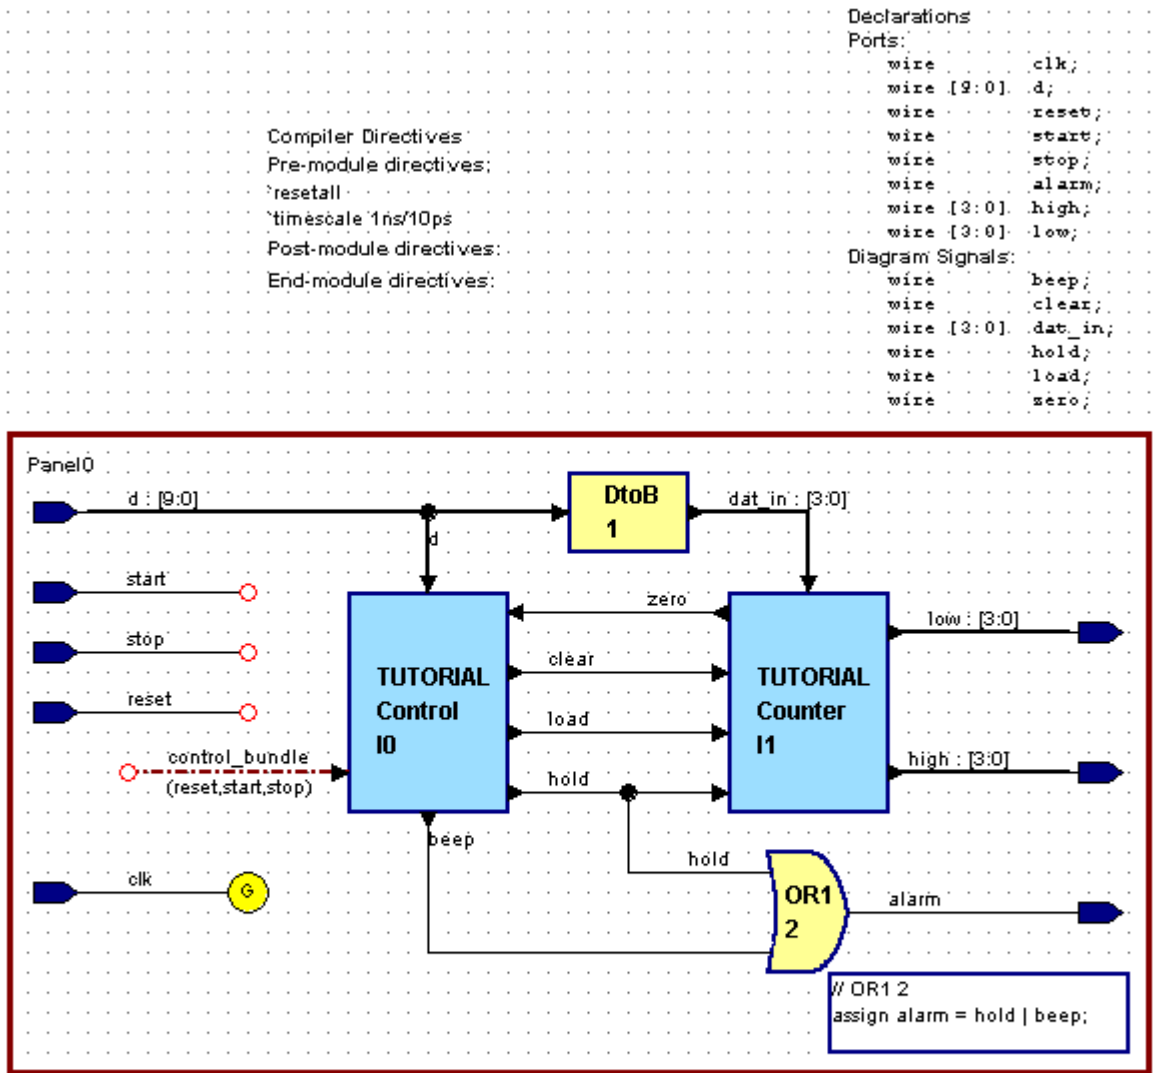 Declarations
Ports:
wire clk;
wire [9:0] d;
wire reset;
wire start;
wire stop;
wire alarm;
wire [3:0] high;
wire [3:0] low;
Diagram Signals:
wire beep;
wire clear;
wire [3:0] dat_in;
wire hold;
wire load;
wire zero;
Compiler Directives
Pre-module directives:
`resetall
`timescale 1ns/10ps
Post-module directives:
End-module directives:
Panel0
d : [9:0]
DtoB
1
dat_in : [3:0]
d
start
stop
reset
control_bundle
(reset,start,stop)
clk
G
TUTORIAL
Control
I0
zero
clear
load
hold
beep
TUTORIAL
Counter
I1
low : [3:0]
high : [3:0]
hold
OR1
2
alarm
// OR1 2
assign alarm = hold | beep;